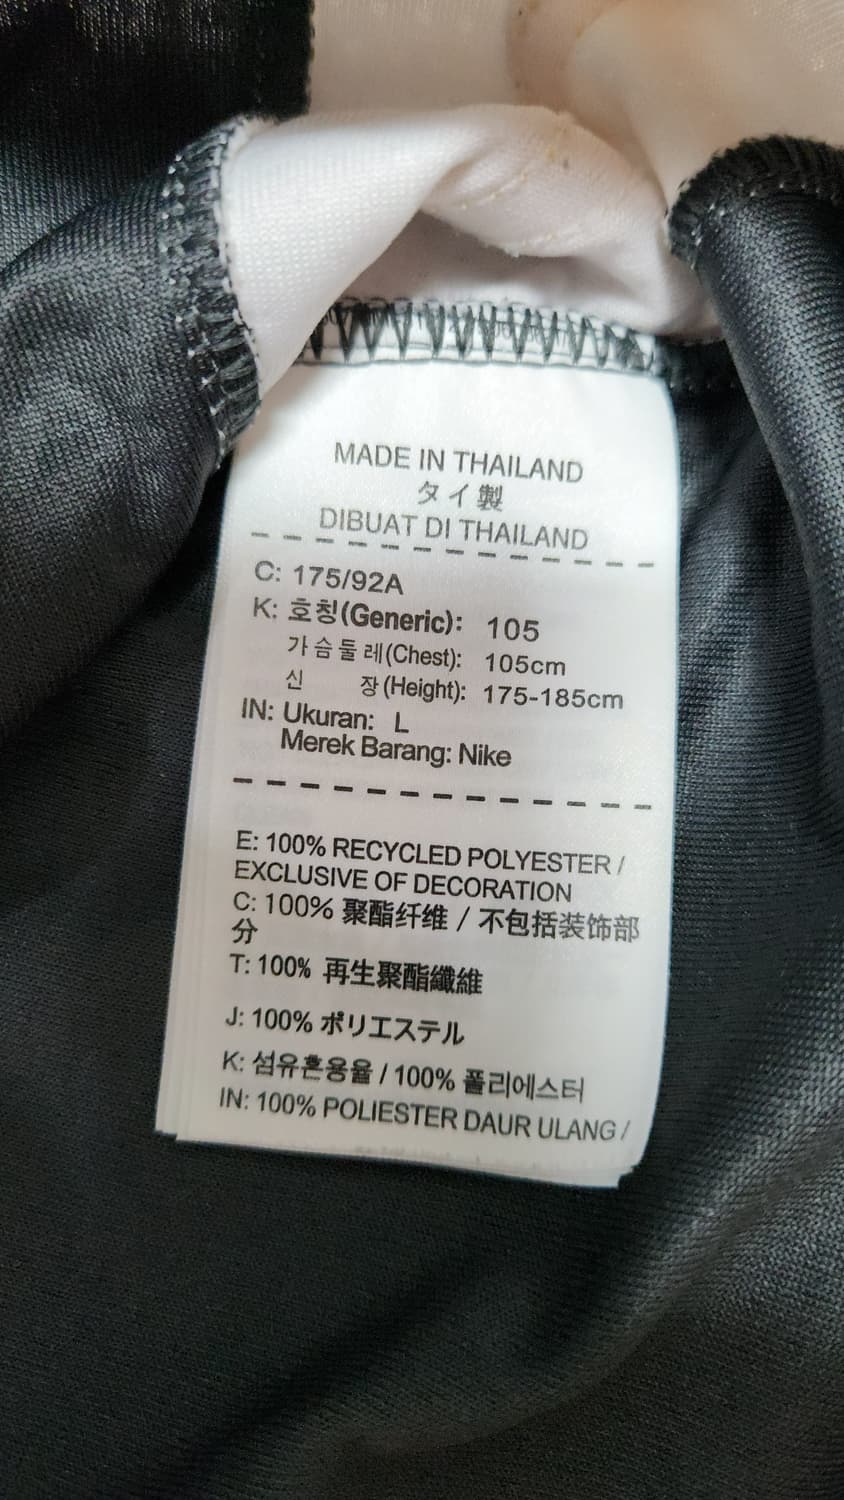 MADE IN THAILAND
タイ製
DIBUAT DI THAILAND
C: 175/92A
K: 호칭(Generic): 105
가슴둘레(Chest): 105cm
신 장(Height): 175-185cm
IN: Ukuran: L
Merek Barang: Nike
E: 100% RECYCLED POLYESTER /
EXCLUSIVE OF DECORATION
C: 100% 聚酯纤维 / 不包括装饰部
分
T: 100% 再生聚酯纖維
J: 100% ポリエステル
K: 섬유혼용율 / 100% 폴리에스터
IN: 100% POLIESTER DAUR ULANG /